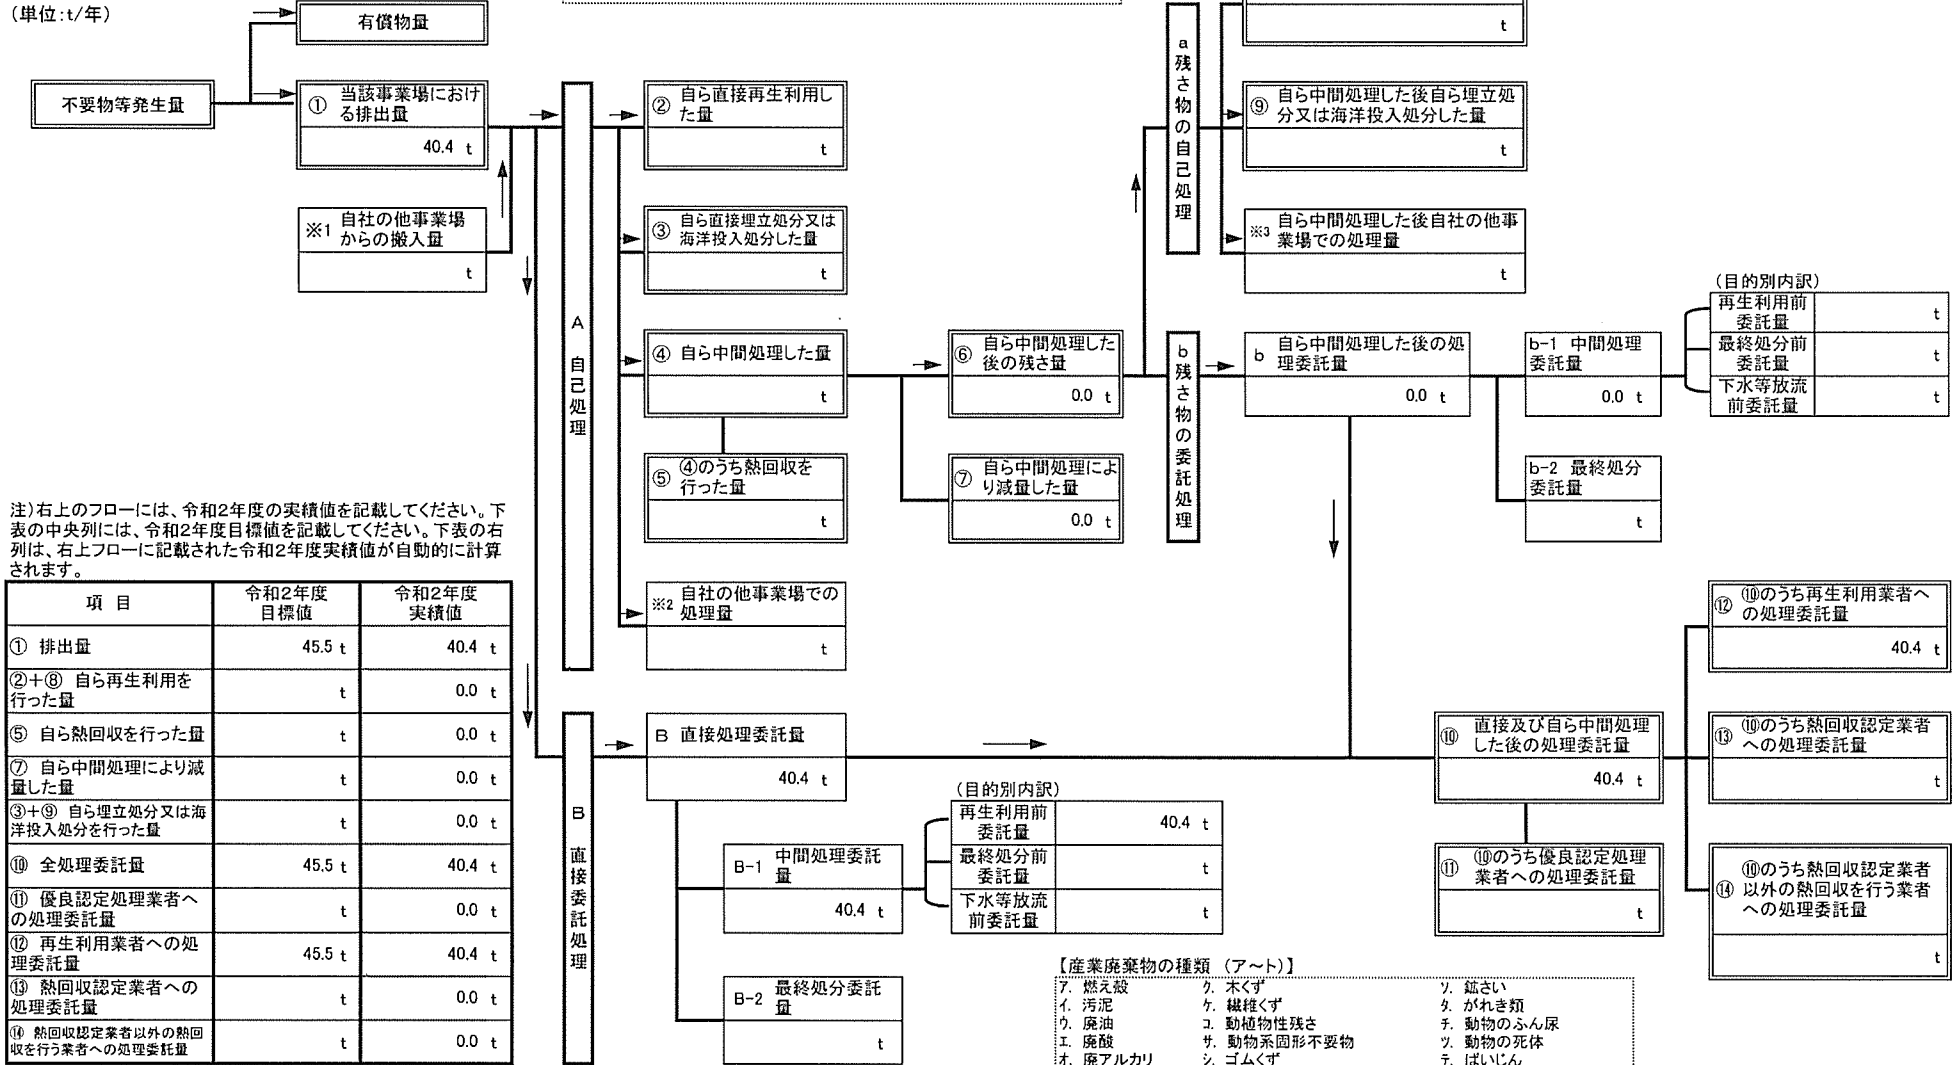 (単位:t/年)
有償物量
不要物等発生量
① 当該事業場におけ
る排出量
40.4 t
※1 自社の他事業場
からの搬入量
t
A 自己処理
② 自ら直接再生利用し
た量
t
③ 自ら直接埋立処分又は
海洋投入処分した量
t
④ 自ら中間処理した量
t
⑤ ④のうち熱回収を
行った量
t
※2 自社の他事業場での
処理量
t
⑥ 自ら中間処理した
後の残さ量
0.0 t
⑦ 自ら中間処理によ
り減量した量
0.0 t
a 残さ物の自己処理
t
⑨ 自ら中間処理した後自ら埋立処
分又は海洋投入処分した量
t
※3 自ら中間処理した後自社の他事
業場での処理量
t
b 残さ物の委託処理
b 自ら中間処理した後の処
理委託量
0.0 t
b-1 中間処理
委託量
0.0 t
(目的別内訳)
再生利用前
委託量 t
最終処分前
委託量 t
下水等放流
前委託量 t
b-2 最終処分
委託量
t
注)右上のフローには、令和2年度の実績値を記載してください。下
表の中央列には、令和2年度目標値を記載してください。下表の右
列は、右上フローに記載された令和2年度実績値が自動的に計算
されます。
項 目 令和2年度 目標値 令和2年度 実績値
① 排出量 45.5 t 40.4 t
②+⑧ 自ら再生利用を
行った量 t 0.0 t
⑤ 自ら熱回収を行った量 t 0.0 t
⑦ 自ら中間処理により減
量した量 t 0.0 t
③+⑨ 自ら埋立処分又は海
洋投入処分を行った量 t 0.0 t
⑩ 全処理委託量 45.5 t 40.4 t
⑪ 優良認定処理業者へ
の処理委託量 t 0.0 t
⑫ 再生利用業者への処
理委託量 45.5 t 40.4 t
⑬ 熱回収認定業者への
処理委託量 t 0.0 t
⑭ 熱回収認定業者以外の熱回
収を行う業者への処理委託量 t 0.0 t
B 直接委託処理
B 直接処理委託量
40.4 t
B-1 中間処理委託
量
40.4 t
(目的別内訳)
再生利用前
委託量 40.4 t
最終処分前
委託量 t
下水等放流
前委託量 t
B-2 最終処分委託
量
t
⑩ 直接及び自ら中間処理
した後の処理委託量
40.4 t
⑪ ⑩のうち優良認定処理
業者への処理委託量
t
⑫ ⑩のうち再生利用業者へ
の処理委託量
40.4 t
⑬ ⑩のうち熱回収認定業者
への処理委託量
t
⑭ ⑩のうち熱回収認定業者
以外の熱回収を行う業者
への処理委託量
t
【産業廃棄物の種類 (ア~ト)】
ア. 燃え殻 ク. 木くず ソ. 鉱さい
イ. 汚泥 ケ. 繊維くず タ. がれき類
ウ. 廃油 コ. 動植物性残さ チ. 動物のふん尿
エ. 廃酸 サ. 動物系固形不要物 ツ. 動物の死体
オ. 廃アルカリ シ. ゴムくず テ. ばいじん